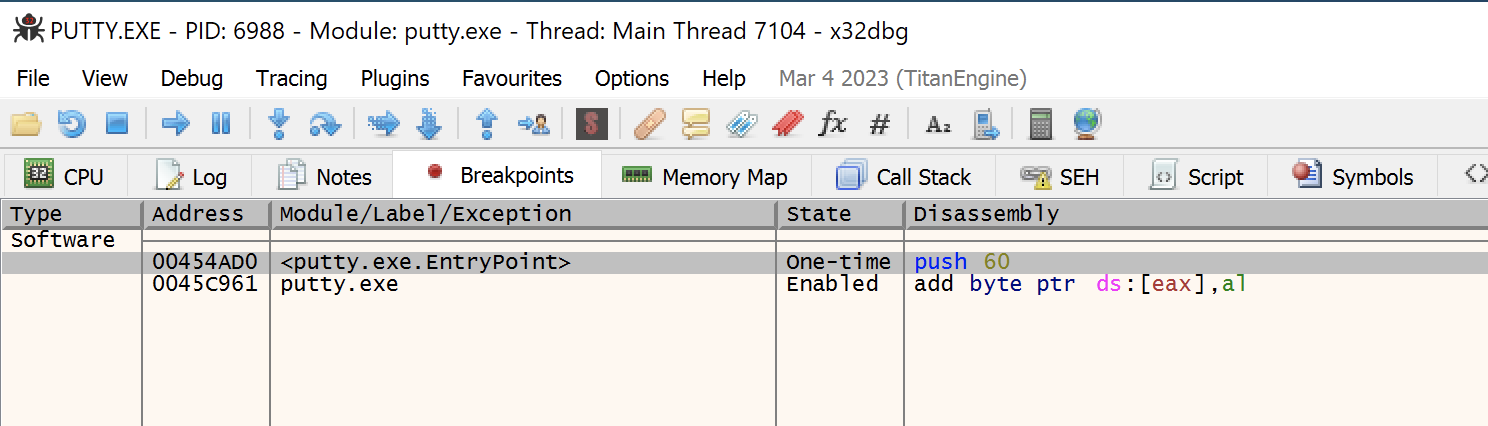 PUTTY.EXE - PID: 6988 - Module: putty.exe - Thread: Main Thread 7104 - x32dbg
File View Debug Tracing Plugins Favourites Options Help Mar 4 2023 (TitanEngine)
S fx # A₂
32 CPU Log Notes Breakpoints Memory Map Call Stack SEH Script Symbols <>
Type Address Module/Label/Exception State Disassembly
Software
00454AD0 <putty.exe.EntryPoint> One-time push 60
0045C961 putty.exe Enabled add byte ptr ds:[eax],al